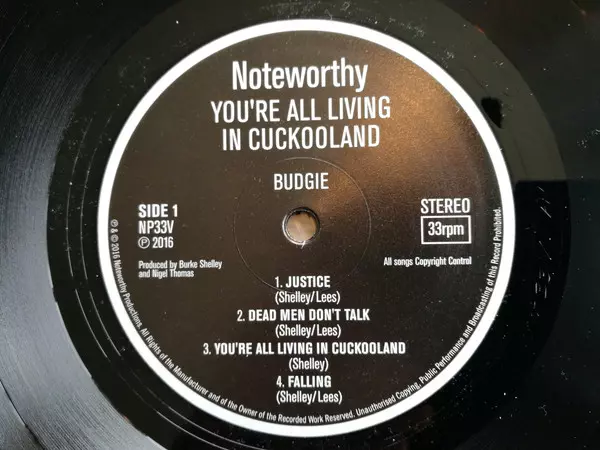 Noteworthy
YOU'RE ALL LIVING
IN CUCKOOLAND
BUDGIE
SIDE 1
NP33V
℗ 2016
STEREO
33rpm
Produced by Burke Shelley
and Nigel Thomas
All songs Copyright Control
1. JUSTICE
(Shelley/Lees)
2. DEAD MEN DON'T TALK
(Shelley/Lees)
3. YOU'RE ALL LIVING IN CUCKOOLAND
(Shelley)
4. FALLING
(Shelley/Lees)
℗ & © 2016 Noteworthy Productions. All Rights of the Manufacturer and of the Owner of the Recorded Work Reserved. Unauthorised Copying, Public Performance and Broadcasting of this Record Prohibited.